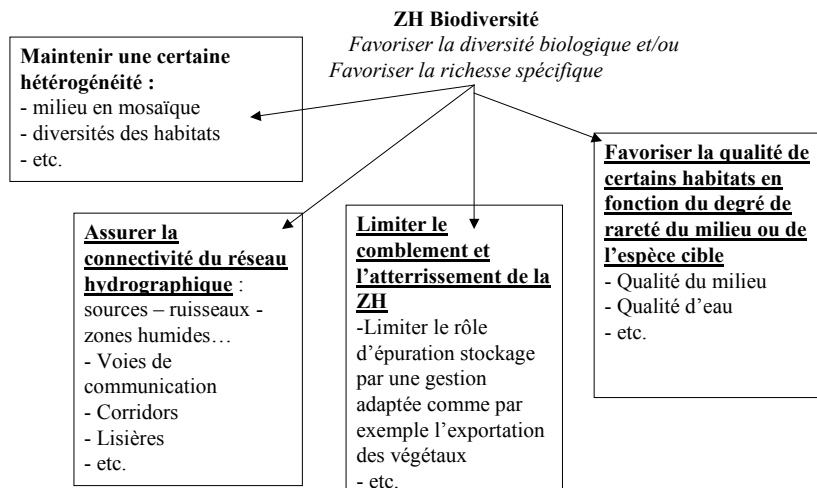 ZH Biodiversité
Favoriser la diversité biologique et/ou
Favoriser la richesse spécifique
Maintenir une certaine
hétérogénéité :
- milieu en mosaïque
- diversités des habitats
- etc.
Assurer la
connectivité du réseau
hydrographique :
sources – ruisseaux -
zones humides…
- Voies de
communication
- Corridors
- Lisières
- etc.
Limiter le
comblement et
l’atterrissement de la
ZH
-Limiter le rôle
d’épuration stockage
par une gestion
adaptée comme par
exemple l’exportation
des végétaux
- etc.
Favoriser la qualité de
certains habitats en
fonction du degré de
rareté du milieu ou de
l’espèce cible
- Qualité du milieu
- Qualité d’eau
- etc.